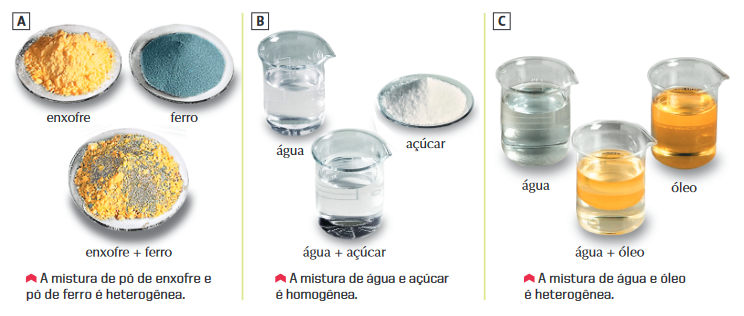 A
enxofre
ferro
enxofre + ferro
A mistura de pó de enxofre e
pó de ferro é heterogênea.
B
água
açúcar
água + açúcar
A mistura de água e açúcar
é homogênea.
C
água
óleo
água + óleo
A mistura de água e óleo
é heterogênea.